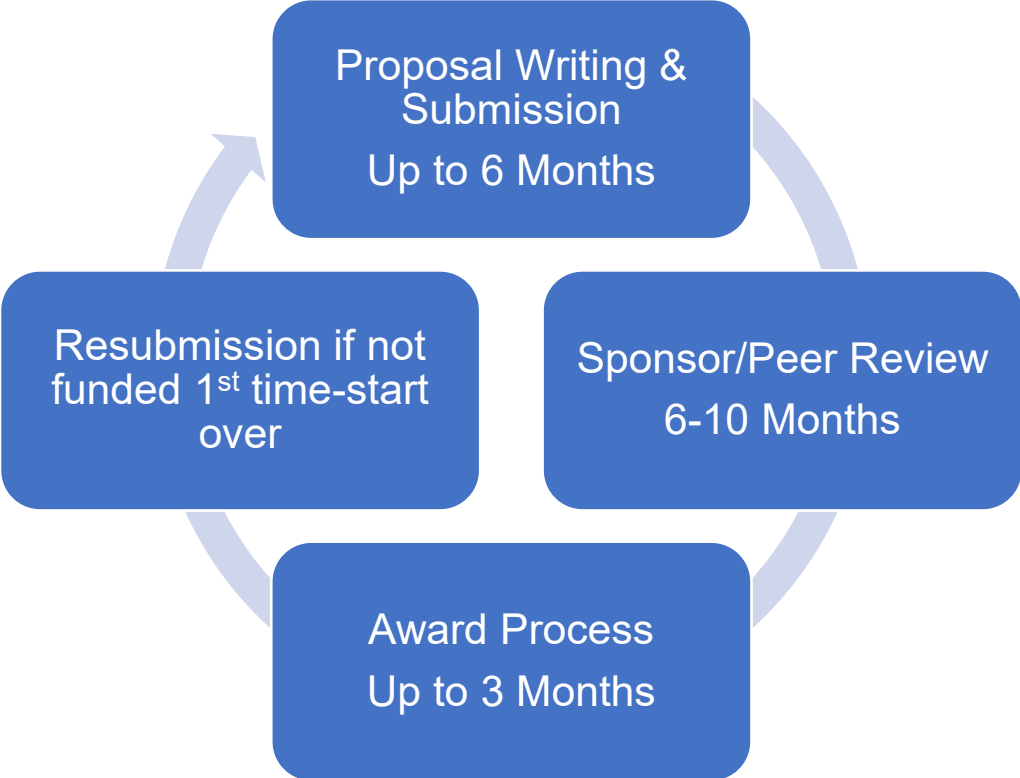 Proposal Writing &
Submission
Up to 6 Months
Sponsor/Peer Review
6-10 Months
Award Process
Up to 3 Months
Resubmission if not
funded 1st time-start
over